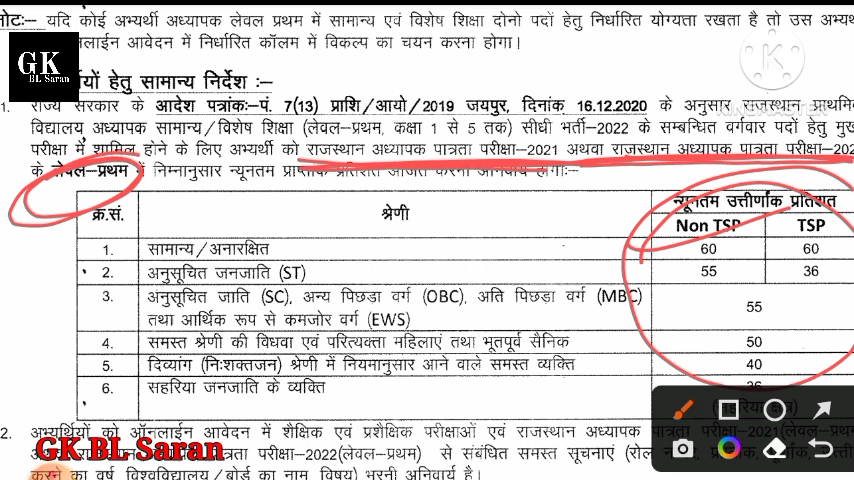 नोटः– यदि कोई अभ्यर्थी अध्यापक लेवल प्रथम में सामान्य एवं विशेष शिक्षा दोनो पदों हेतु निर्धारित योग्यता रखता है तो उस
में निर्धारित कॉलम में विकल्प का चयन करना होगा।
GK
BL Saran
K
KINEMASTER
हेतु सामान्य निर्देश :–
1. राज्य सरकार के आदेश पत्रांकः–पं. 7(13) प्राशि/आयो/2019 जयपुर, दिनांक 16.12.2020 के अनुसार राजस्थान
विद्यालय अध्यापक सामान्य/विशेष शिक्षा (लेवल–प्रथम, कक्षा 1 से 5 तक) सीधी भर्ती–2022 के सम्बन्धित वर्गवार पदों हेतु
परीक्षा में शामिल होने के लिए अभ्यर्थी को राजस्थान अध्यापक पात्रता परीक्षा–2021 अथवा राजस्थान अध्यापक पात्रता
के लेवल–प्रथम में निम्नानुसार न्यूनतम
क्र.सं. श्रेणी न्यूनतम उत्तीर्णांक प्रतिशत
Non TSP TSP
1. सामान्य/अनारक्षित 60 60
2. अनुसूचित जनजाति (ST) 55 36
3. अनुसूचित जाति (SC), अन्य पिछडा वर्ग (OBC), अति पिछडा वर्ग (MBC) 55
तथा आर्थिक रूप से कमजोर वर्ग (EWS)
4. समस्त श्रेणी की विधवा एवं परित्यक्ता महिलाएं तथा भूतपूर्व सैनिक 50
5. दिव्यांग (निःशक्तजन) श्रेणी में नियमानुसार आने वाले समस्त व्यक्ति 40
6. सहरिया जनजाति के व्यक्ति 36
2. अभ्यर्थियों को ऑनलाईन आवेदन में शैक्षिक एवं प्रशैक्षिक परीक्षाओं एवं राजस्थान अध्यापक पात्रता परीक्षा–2021
GK BL Saran
परीक्षा–2022(लेवल–प्रथम) से संबंधित समस्त सूचनाएं
करने का वर्ष विश्वविद्यालय/बोर्ड का नाम विषय) भरनी अनिवार्य है।